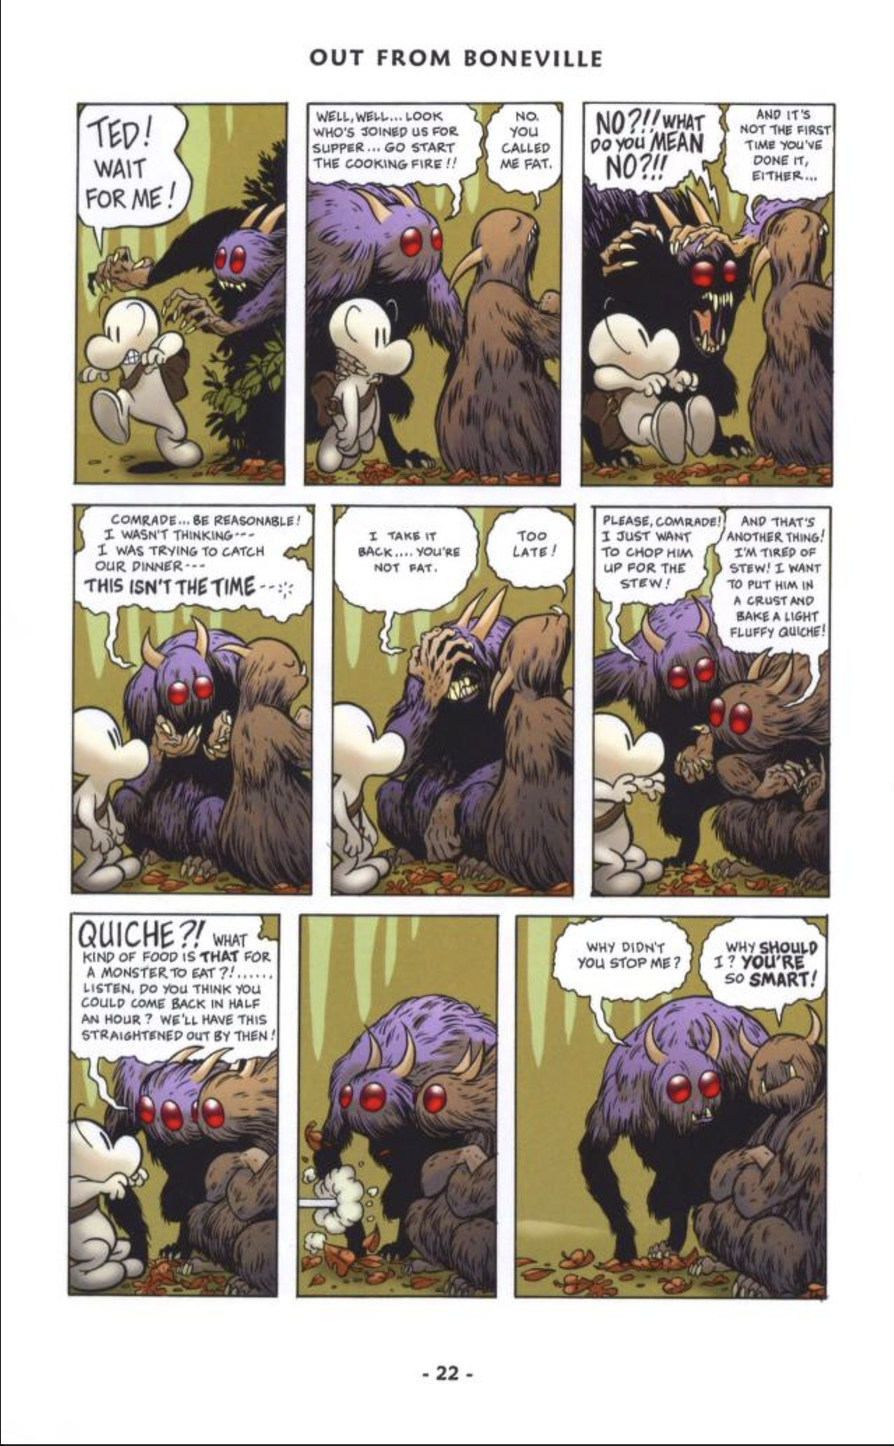 OUT FROM BONEVILLE
TED!
WAIT
FOR ME!
WELL, WELL... LOOK
WHO'S JOINED US FOR
SUPPER... GO START
THE COOKING FIRE!!
NO.
YOU
CALLED
ME FAT.
NO?!! WHAT
DO YOU MEAN
NO?!!
AND IT'S
NOT THE FIRST
TIME YOU'VE
DONE IT,
EITHER...
COMRADE... BE REASONABLE!
I WASN'T THINKING---
I WAS TRYING TO CATCH
OUR DINNER---
THIS ISN'T THE TIME--
I TAKE IT
BACK.... YOU'RE
NOT FAT.
TOO
LATE!
PLEASE, COMRADE!
I JUST WANT
TO CHOP HIM
UP FOR THE
STEW!
AND THAT'S
ANOTHER THING!
I'M TIRED OF
STEW! I WANT
TO PUT HIM IN
A CRUST AND
BAKE A LIGHT
FLUFFY QUICHE!
QUICHE?! WHAT
KIND OF FOOD IS THAT FOR
A MONSTER TO EAT?!......
LISTEN, DO YOU THINK YOU
COULD COME BACK IN HALF
AN HOUR? WE'LL HAVE THIS
STRAIGHTENED OUT BY THEN!
WHY DIDN'T
YOU STOP ME?
WHY SHOULD
I? YOU'RE
SO SMART!
- 22 -